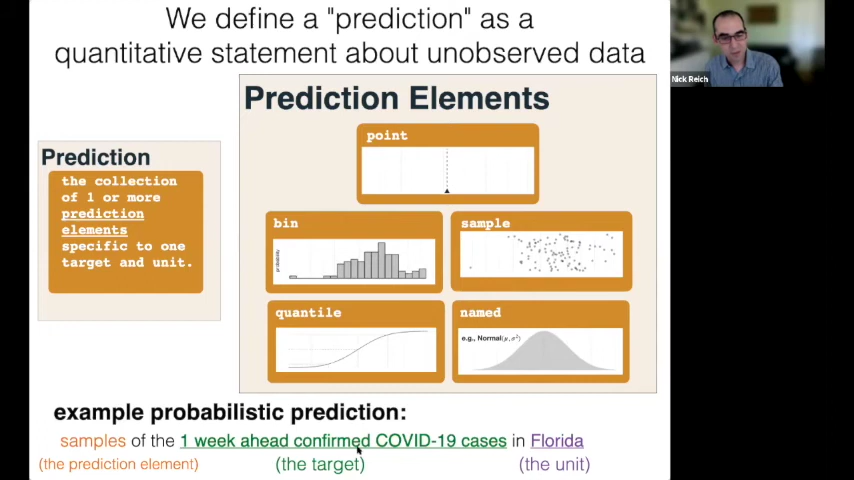 We define a "prediction" as a
quantitative statement about unobserved data
Nick Reich
Prediction
the collection
of 1 or more
prediction
elements
specific to one
target and unit.
Prediction Elements
point
bin
probability
sample
quantile
named
e.g., Normal(μ, σ²)
example probabilistic prediction:
samples of the 1 week ahead confirmed COVID-19 cases in Florida
(the prediction element) (the target) (the unit)